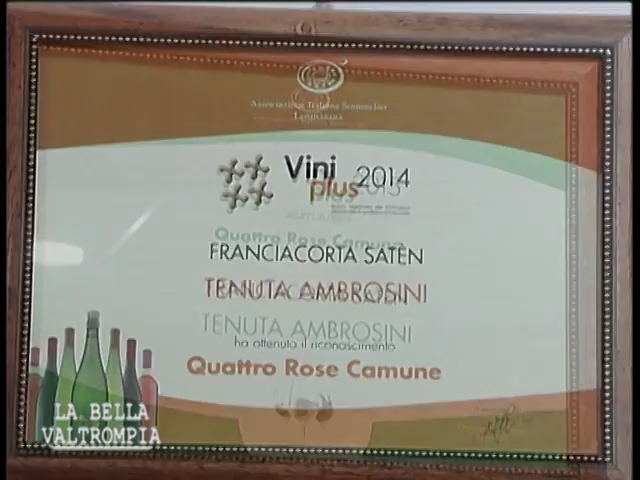 Associazione Italiana Sommelier
Lombardia
Vini 2014
plus
Quattro Rose Camune
FRANCIACORTA SATEN
TENUTA AMBROSINI
TENUTA AMBROSINI
ha ottenuto il riconoscimento
Quattro Rose Camune
LA BELLA
VALTROMPIA